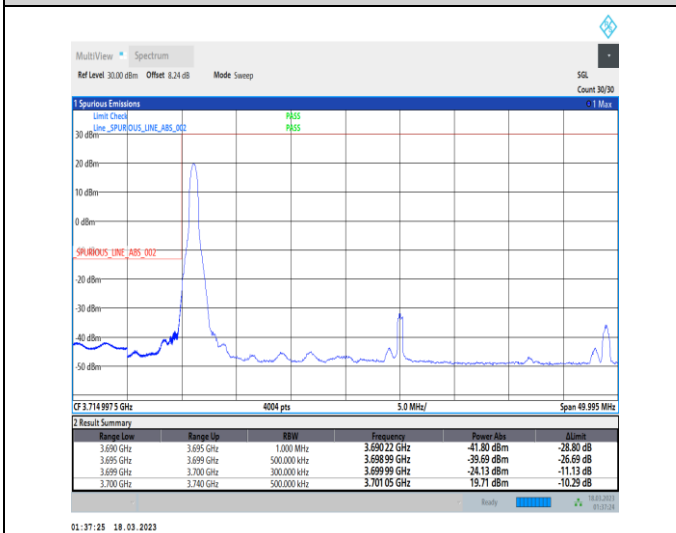 MultiView Spectrum
Ref Level 30.00 dBm Offset 8.24 dB Mode Sweep SGL
Count 30/30
1 Spurious Emissions 1 Max
Limit Check PASS
Line _SPURIOUS_LINE_ABS_002 PASS
30 dBm
20 dBm
10 dBm
0 dBm
_SPURIOUS_LINE_ABS_002
-20 dBm
-30 dBm
-40 dBm
-50 dBm
CF 3.714 997 5 GHz 4004 pts 5.0 MHz/ Span 49.995 MHz
2 Result Summary
Range Low Range Up RBW Frequency Power Abs ΔLimit
3.690 GHz 3.695 GHz 1.000 MHz 3.690 22 GHz -41.80 dBm -28.80 dB
3.695 GHz 3.699 GHz 500.000 kHz 3.698 99 GHz -39.69 dBm -26.69 dB
3.699 GHz 3.700 GHz 300.000 kHz 3.699 99 GHz -24.13 dBm -11.13 dB
3.700 GHz 3.740 GHz 500.000 kHz 3.701 05 GHz 19.71 dBm -10.29 dB
Ready 18.03.2023
01:37:24
01:37:25 18.03.2023